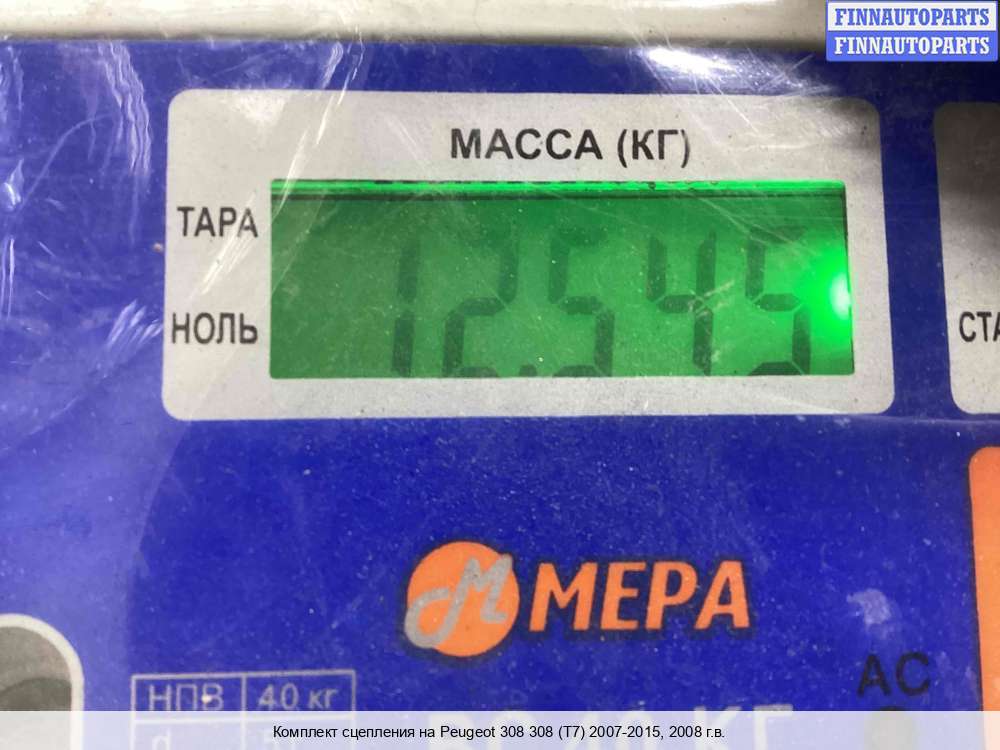 FINNAUTOPARTS
FINNAUTOPARTS
МАССА (КГ)
ТАРА
НОЛЬ
12.545
СТА
МЕРА
АС
НПВ 40 кг
d
Комплект сцепления на Peugeot 308 308 (T7) 2007-2015, 2008 г.в.